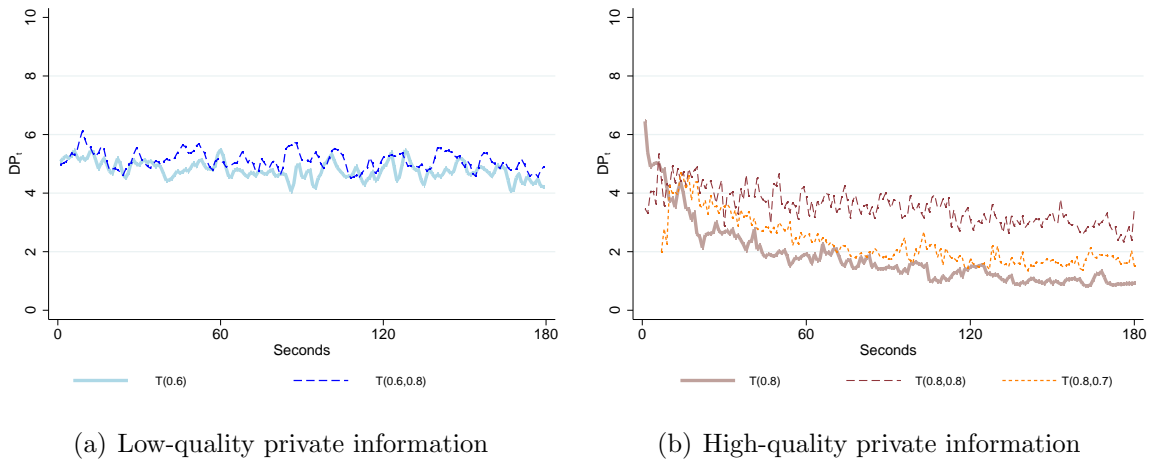 10
8
6
4
2
0
DPt
0
60
120
180
Seconds
T(0.6)
T(0.6,0.8)
(a) Low-quality private information
10
8
6
4
2
0
DPt
0
60
120
180
Seconds
T(0.8)
T(0.8,0.8)
T(0.8,0.7)
(b) High-quality private information